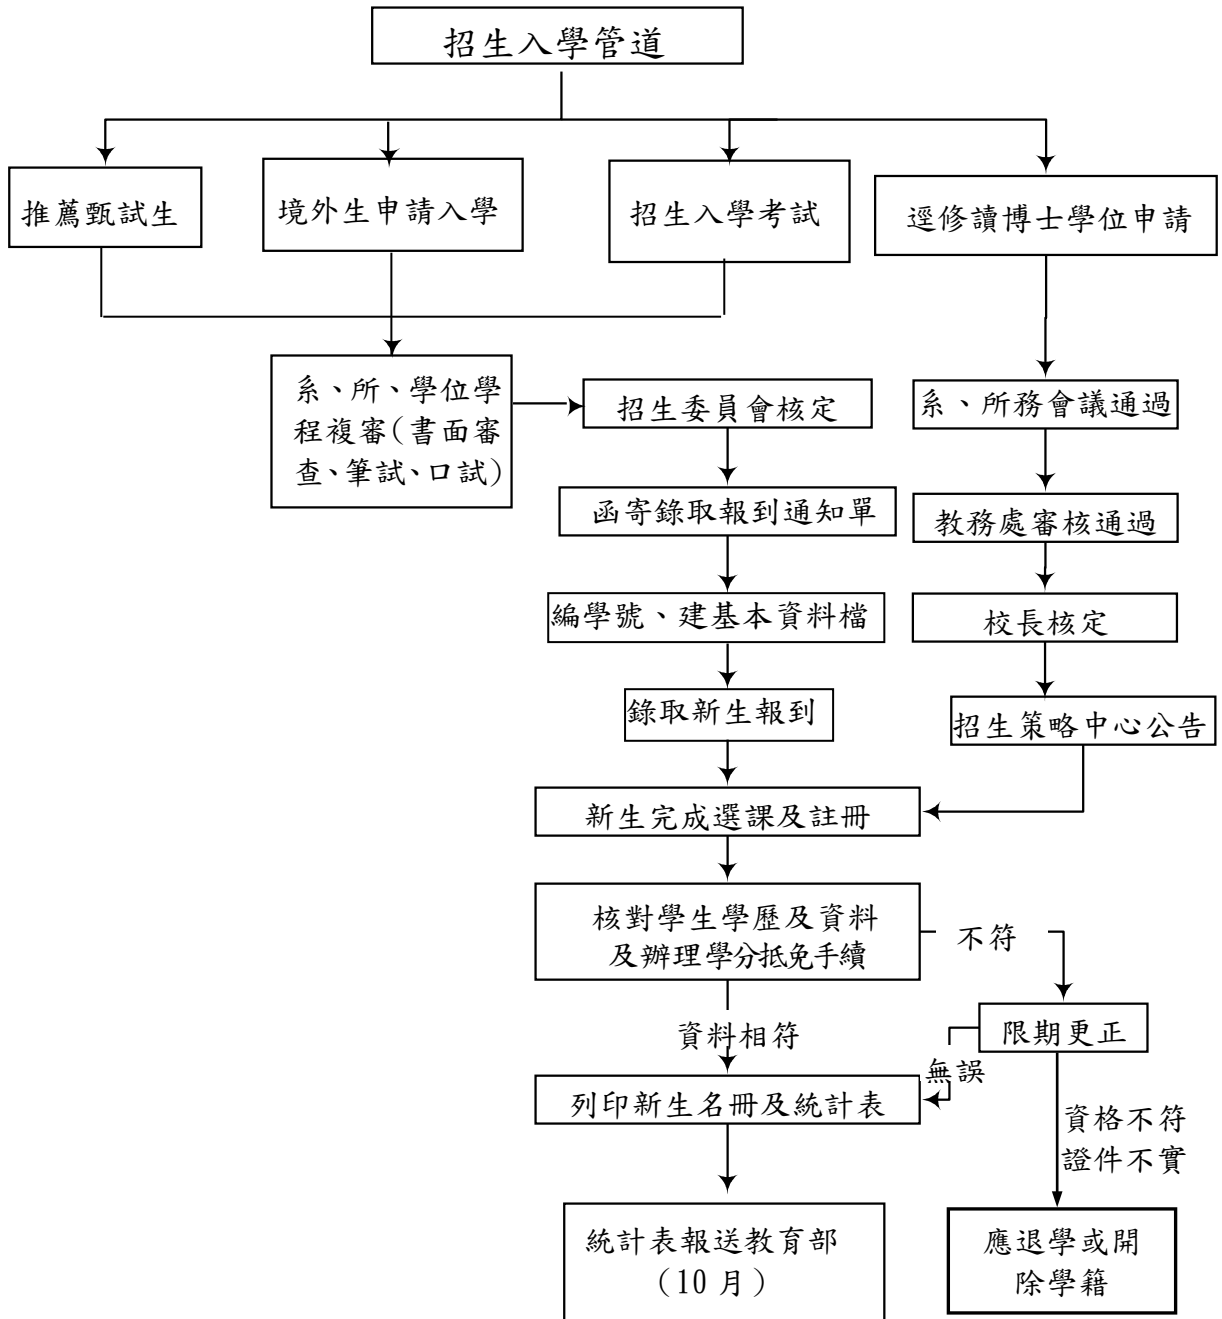 招生入學管道
推薦甄試生
境外生申請入學
招生入學考試
逕修讀博士學位申請
系、所、學位學
程複審(書面審
查、筆試、口試)
招生委員會核定
系、所務會議通過
函寄錄取報到通知單
教務處審核通過
編學號、建基本資料檔
校長核定
錄取新生報到
招生策略中心公告
新生完成選課及註冊
核對學生學歷及資料
及辦理學分抵免手續
不符
資料相符
限期更正
無誤
列印新生名冊及統計表
資格不符
證件不實
統計表報送教育部
(10 月)
應退學或開
除學籍